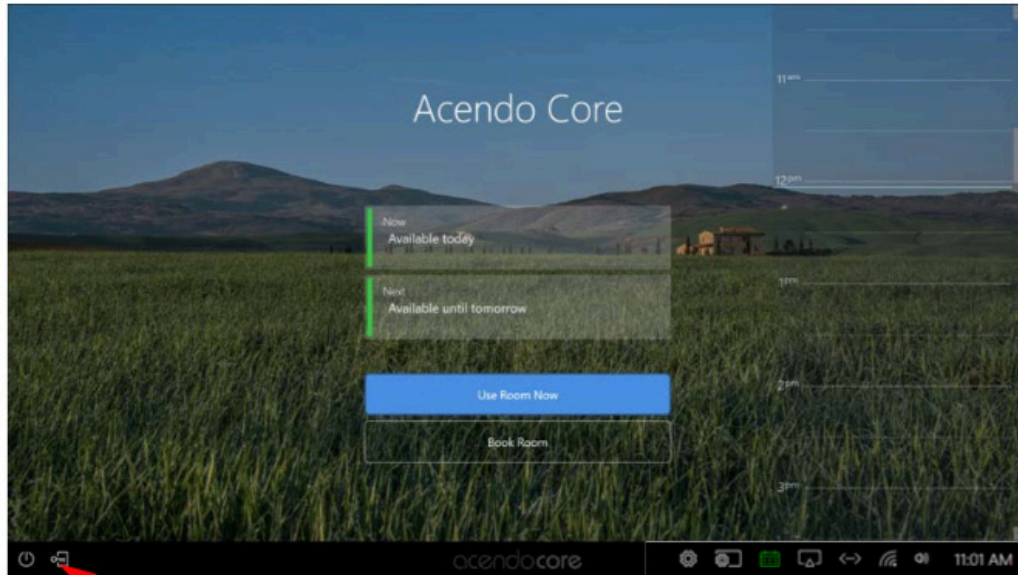 11am
Acendo Core
12pm
Now
Available today
Next
Available until tomorrow
1pm
Use Room Now
2pm
Book Room
3pm
acendocore
11:01 AM